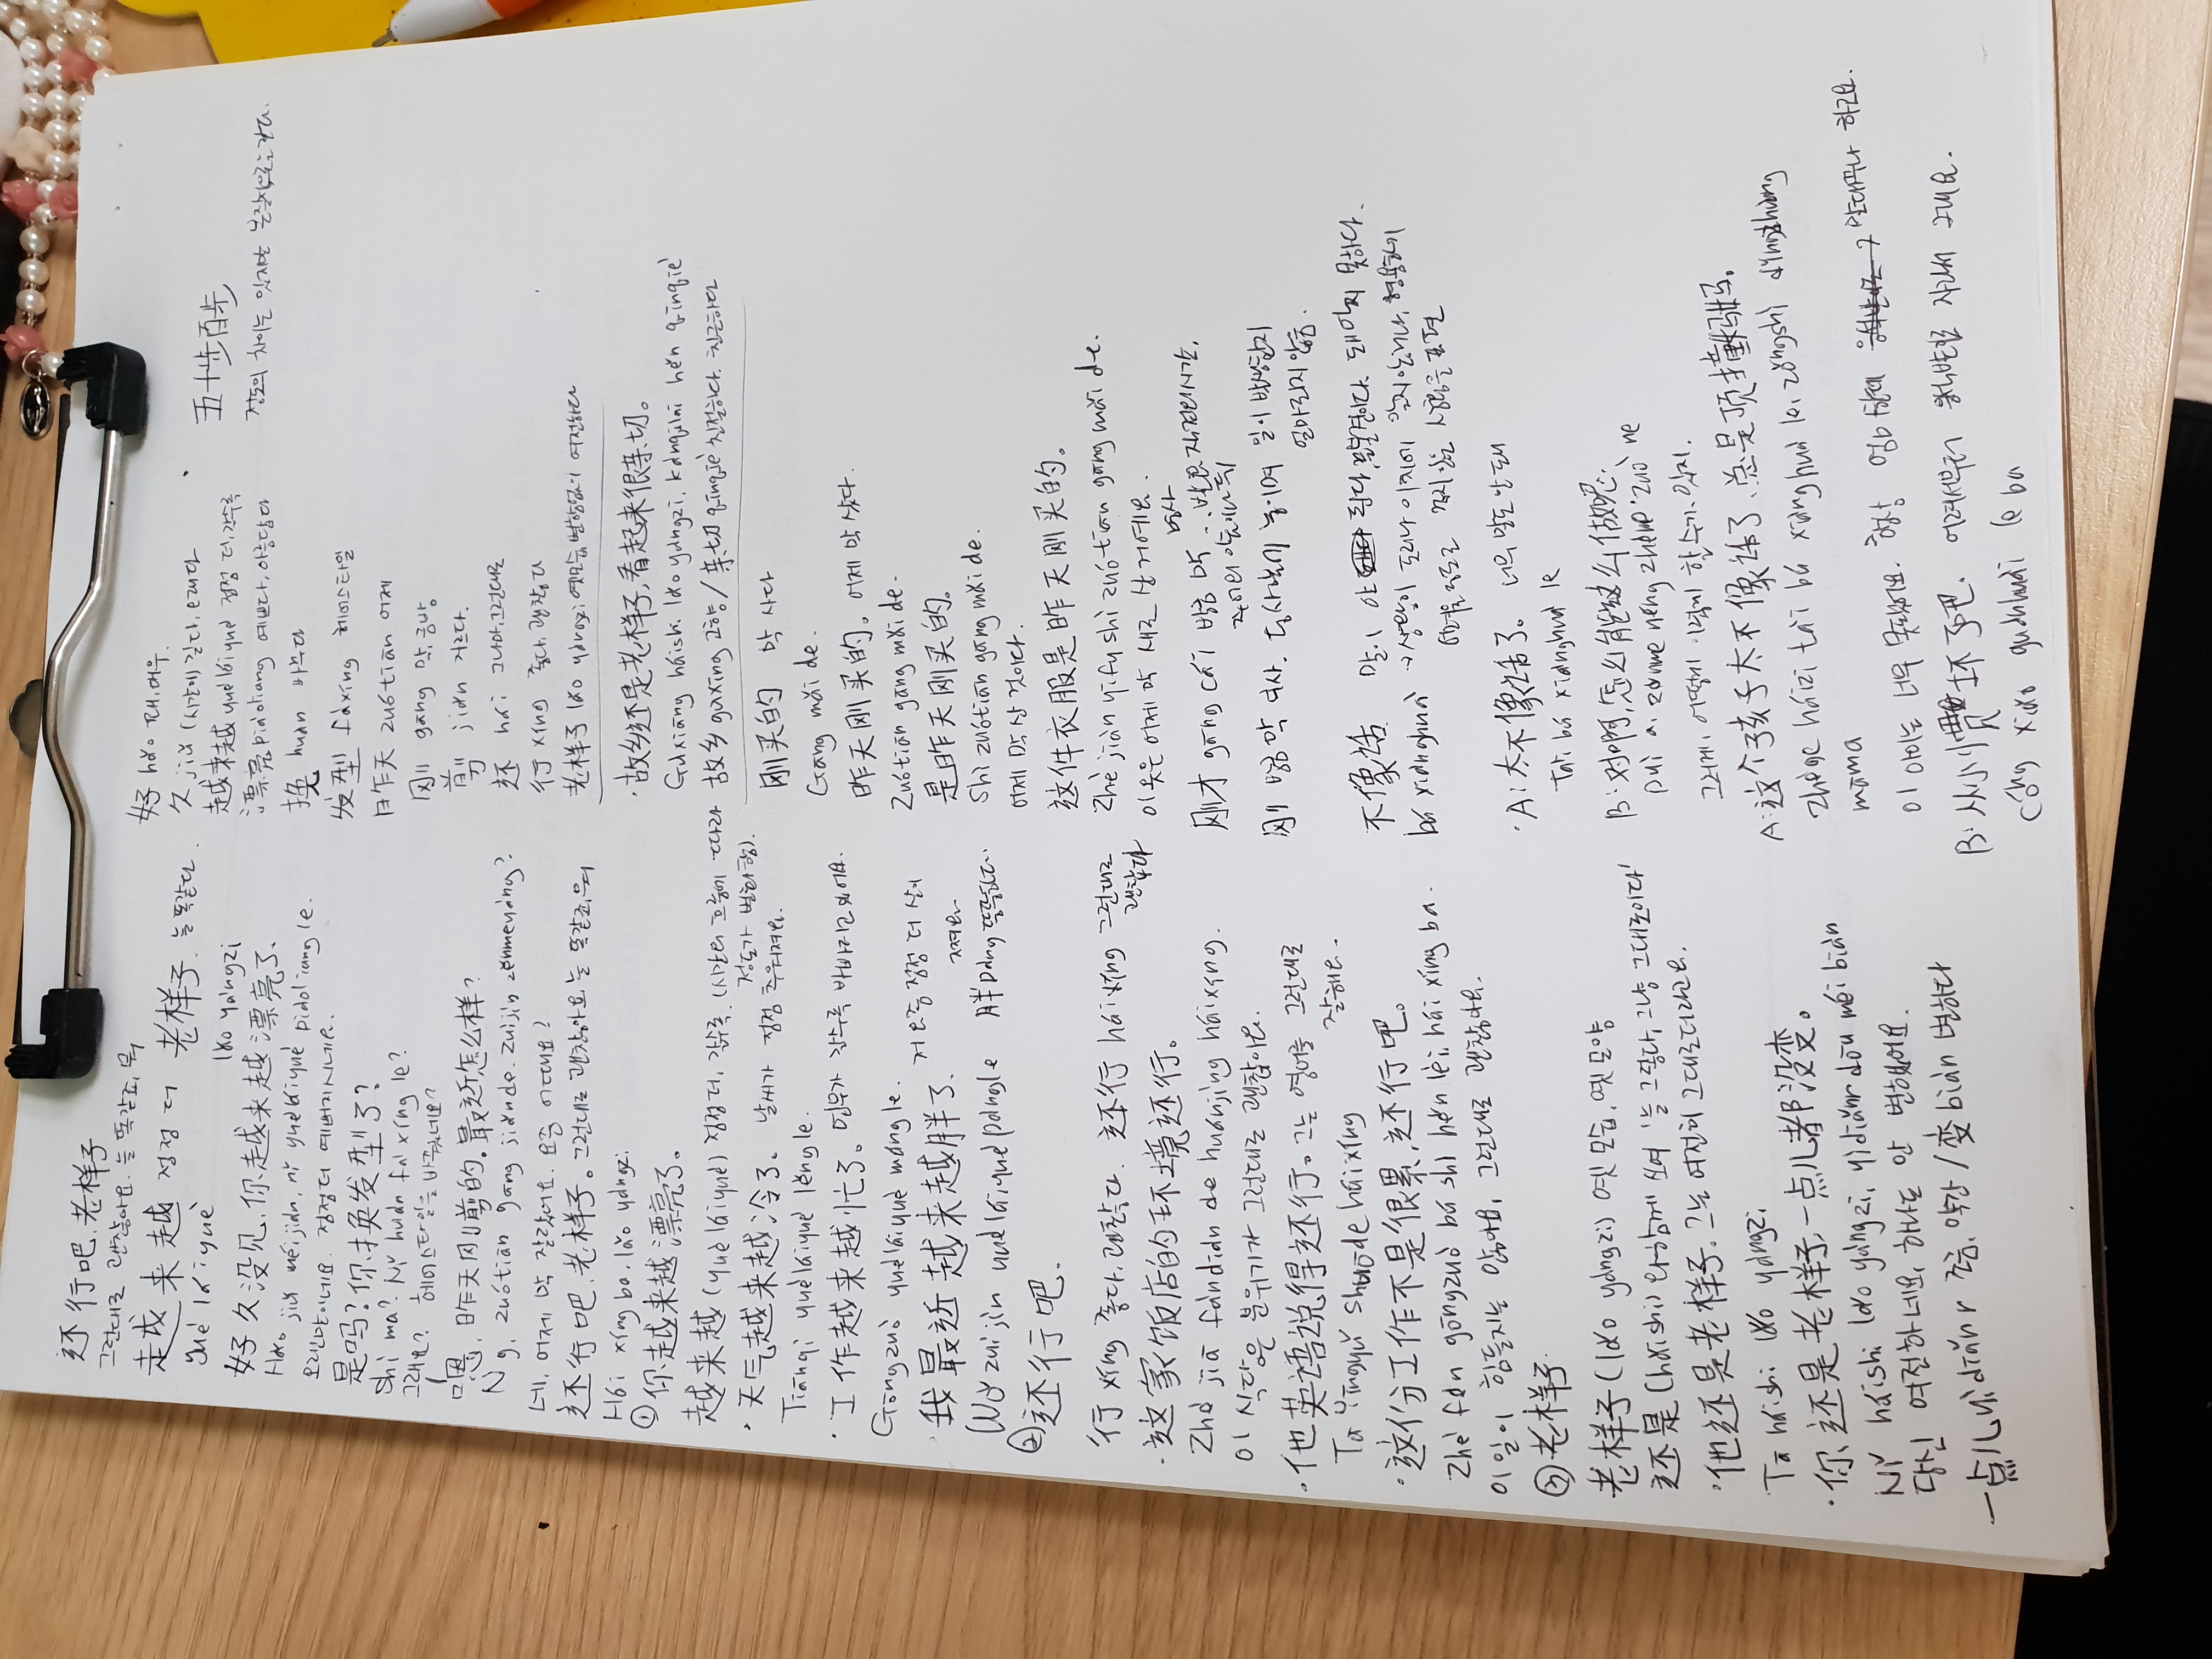 还行吧.老样子
그런대로 괜찮아요. 늘 똑같죠, 뭐
越来越 점점 더 老样子. 늘 똑같다.
yuè láiyuè lǎo yàngzi
好久没见.你越来越漂亮了.
Hǎo jiǔ méijiàn, nǐ yuèláiyuè piàoliang le.
오랜만이네요. 점점 더 예뻐지시네요.
是吗?你换发型了?
Shì ma? Nǐ huàn fà xíng le?
그래요? 헤어스타일을 바꿨네요?
嗯, 昨天刚剪的.最近怎么样?
Ǹg, zuótiān gāng jiǎnde. Zuìjìn zěnmeyàng?
네, 어제 막 잘랐어요. 요즘 어때요?
还行吧.老样子。그런대로 괜찮아요. 늘 똑같죠, 뭐
Hái xíng ba, lǎo yàngzi
① 你越来越漂亮了。
越来越 (yuèláiyuè) 점점 더, 갈수록. (시간의 흐름에 따라
정도가 변화함).
· 天气越来越冷了。 날씨가 점점 추워져요.
Tiānqì yuèláiyuè lěng le.
· 工作越来越忙了。업무가 갈수록 바빠지고 있어요.
Gōngzuò yuèláiyuè máng le.
· 我最近越来越胖了. 저 요즘 점점 더 살이
쪄요
Wǒ zuìjìn yuèláiyuè pàngle 胖 pàng 뚱뚱하다.
② 还行吧.
行 xíng 좋다, 괜찮다. 还行 háixíng 그런대로
괜찮다
· 这家饭店的环境还行。
Zhè jiā fàndiàn de huánjìng háixíng.
이 식당은 분위기가 그런대로 괜찮아요.
· 他英语说得还行。그는 영어를 그런대로
잘해요.
Tā Yīngyǔ shuōde háixíng
· 这份工作不是很累,还行吧。
Zhè fèn gōngzuò bú shì hěn lèi, hái xíng ba.
이 일이 힘들지는 않아요, 그런대로 괜찮아요.
③ 老样子
老样子 (lǎo yàngzi) 옛 모습, 옛 모양
还是 (háishi) 와 함께 쓰여 '늘 그렇다, 그냥 그대로이다'
· 他还是老样子. 그는 여전히 그대로더라고요.
Tā háishi lǎo yàngzi
· 你还是老样子,一点儿都没变。
Nǐ háishi lǎo yàngzi, yìdiǎnr dōu méi biàn
당신 여전하네요, 하나도 안 변했어요.
一点儿 yìdiǎnr 조금, 약간 / 变 biàn 변하다
好 hǎo 꽤, 매우.
久 jiǔ (시간이) 길다, 오래다
越来越 yuèláiyuè 점점 더, 갈수록
漂亮 piàoliang 예쁘다, 아름답다
换 huàn 바꾸다
发型 fàxíng 헤어스타일
昨天 zuótiān 어제
刚 gāng 막, 금방
剪 jiǎn 자르다.
还 hái 그나마, 그런대로
行 xíng 좋다, 괜찮다
老样子 lǎo yàngzi 옛모습, 변함없이 여전하다
· 故乡还是老样子,看起来很亲切。
Gùxiāng háishi lǎo yàngzi, kànqilái hěn qīnqiè
故乡 guxing 고향 / 亲切 qīnqiè 친절하다. 친근하다
刚买的 막 사다
Gāng mǎi de.
昨天刚买的。어제 막 샀다.
Zuótiān gāng mǎi de.
是昨天刚买的.
Shì zuótiān gāng mǎi de.
어제 막 산 것이다.
这件衣服是昨天刚买的。
Zhè jiàn yīfu shì zuótiān gāng mǎi de.
이 옷은 어제 막 새로 산 거예요.
명사
刚才 gāng cái 방금 막 .. 발화 직전의 시간,
주어의 앞이나 뒤
刚 방금 막 부사. 동사앞에 놓이며 일이 발생한지
얼마되지 않음.
不像话 말이 안 된다, 꼴불견이다. 돼먹지 못하다.
bú xiànghuà → 상황이 도리나 이치에 맞지 않거나, 형용하기
어려울 정도로 좋지 않은 상황을 표현
· A: 太不像话了。 너무 말도 안 돼
Tài bú xiànghuà le
B: 对啊,怎么能这么做呢.
Duì a, zěnme néng zhème zuò ne
그러게, 어떻게 이렇게 할 수가 있지.
A: 这个孩子太不像话了、总是顶撞妈妈。
Zhège háizi tài bú xiànghuà le, zǒngshì dǐngzhuàng
māma
이 아이는 너무 못됐어요. 항상 엄마한테 말대꾸나 하고요.
B: 从小惯坏了吧. 어려서부터 응석받이로 자라서 그래요.
Cóng xiǎo guànhuài le ba
五十步百步
정도의 차이는 있지만 본질적으로는 같다.